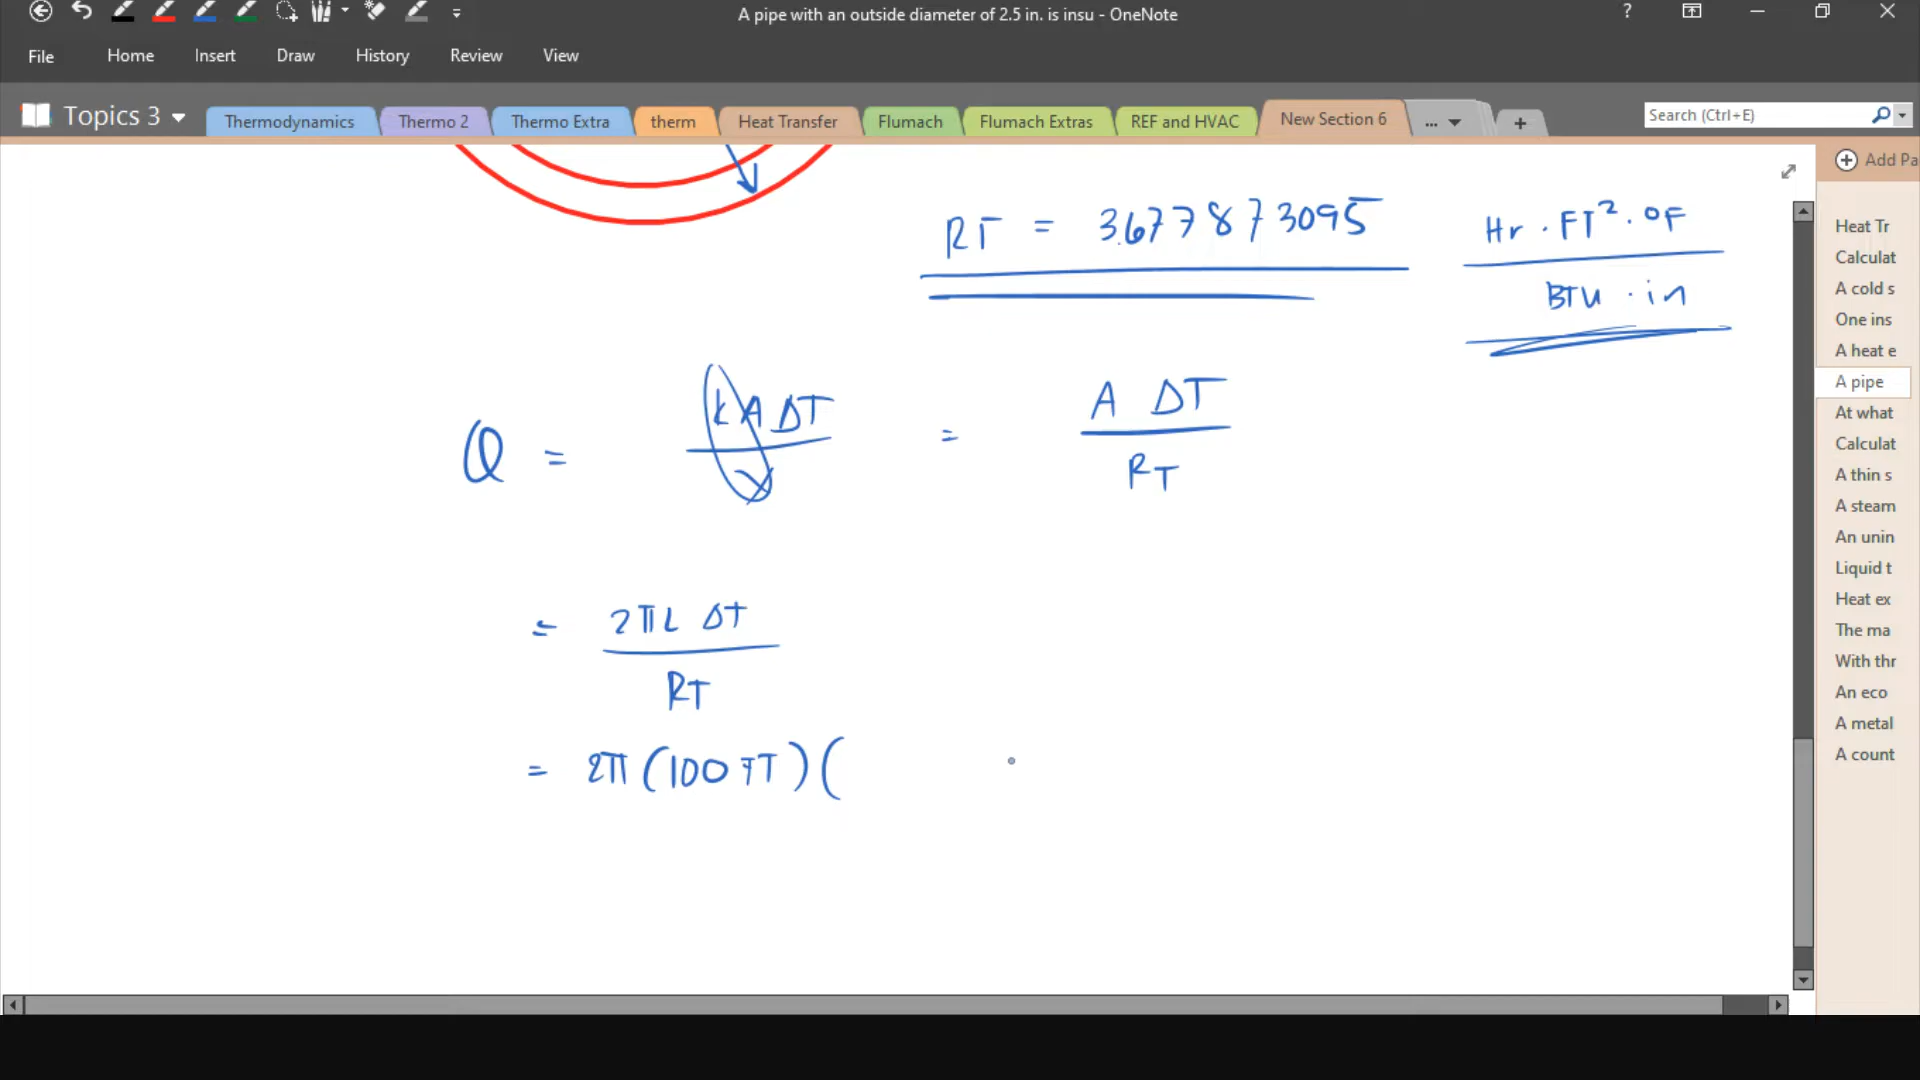 A pipe with an outside diameter of 2.5 in. is insu - OneNote
?
File Home Insert Draw History Review View
Topics 3 Thermodynamics Thermo 2 Thermo Extra therm Heat Transfer Flumach Flumach Extras REF and HVAC New Section 6 ... + Search (Ctrl+E)
Add Pa
RT = 3.677873095 Hr · FT² · °F
BTU · in
Q = kA ΔT = A ΔT
x RT
= 2πL ΔT
RT
= 2π (100 FT) (
Heat Tr
Calculat
A cold s
One ins
A heat e
A pipe
At what
Calculat
A thin s
A steam
An unin
Liquid t
Heat ex
The ma
With thr
An eco
A metal
A count